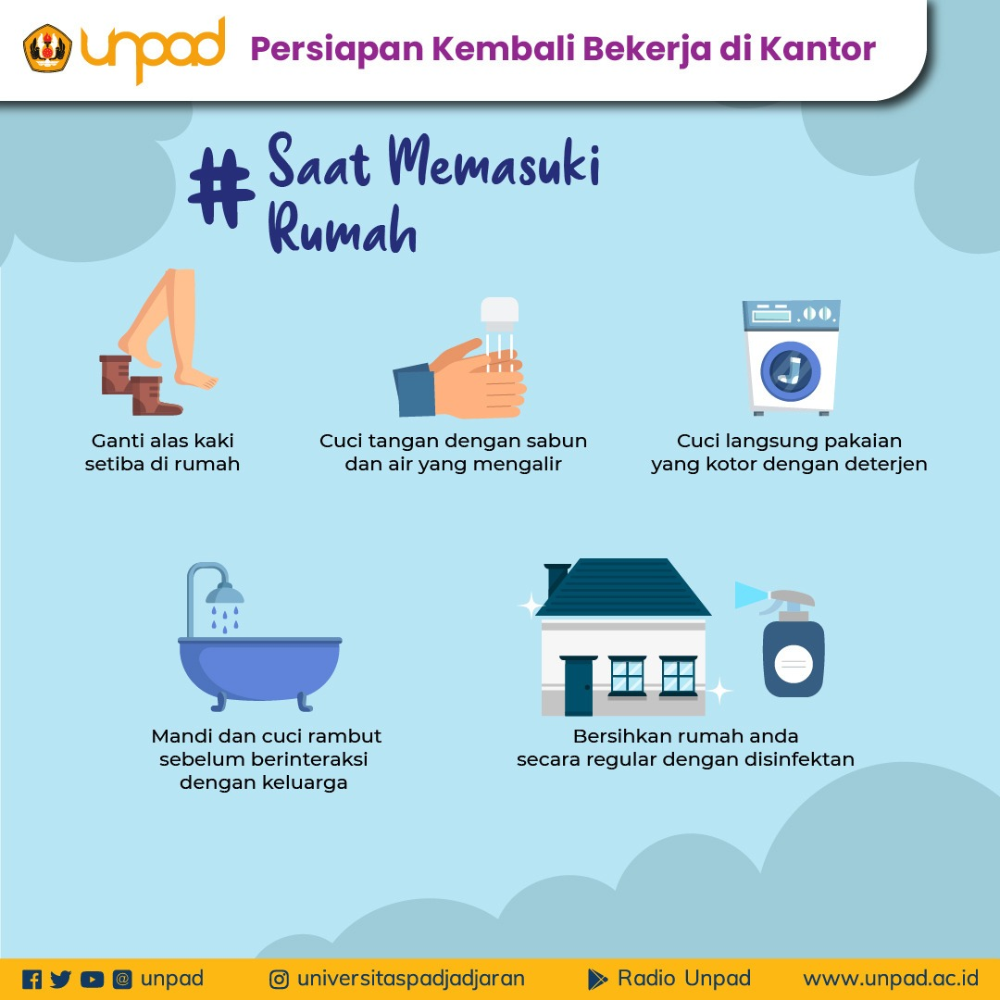 unpad
Persiapan Kembali Bekerja di Kantor
# Saat Memasuki
Rumah
Ganti alas kaki
setiba di rumah
Cuci tangan dengan sabun
dan air yang mengalir
Cuci langsung pakaian
yang kotor dengan deterjen
Mandi dan cuci rambut
sebelum berinteraksi
dengan keluarga
Bersihkan rumah anda
secara regular dengan disinfektan
@ unpad
universitaspadjadjaran
Radio Unpad
www.unpad.ac.id